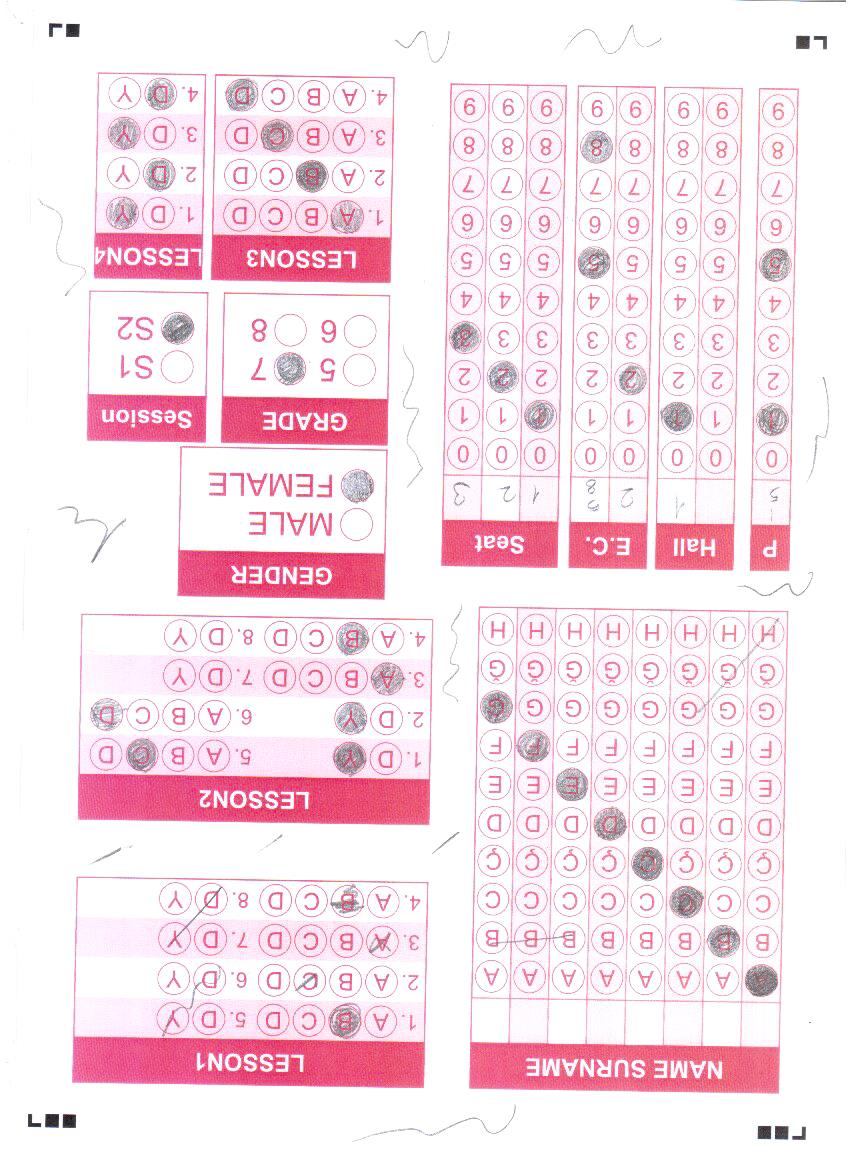 NAME SURNAME
A A A A A A A A
B B B B B B B B
C C C C C C C C
Ç Ç Ç Ç Ç Ç Ç Ç
D D D D D D D D
E E E E E E E E
F F F F F F F F
G G G G G G G G
Ğ Ğ Ğ Ğ Ğ Ğ Ğ Ğ
H H H H H H H H
LESSON1
1. A B C D 5. D Y
2. A B C D 6. D Y
3. A B C D 7. D Y
4. A B C D 8. D Y
LESSON2
1. D Y 5. A B C D
2. D Y 6. A B C D
3. A B C D 7. D Y
4. A B C D 8. D Y
P Hall E.C. Seat
5 1 2 8 1 2 3
0 0 0 0 0 0 0 0
1 1 1 1 1 1 1 1
2 2 2 2 2 2 2 2
3 3 3 3 3 3 3 3
4 4 4 4 4 4 4 4
5 5 5 5 5 5 5 5
6 6 6 6 6 6 6 6
7 7 7 7 7 7 7 7
8 8 8 8 8 8 8 8
9 9 9 9 9 9 9 9
GENDER
MALE
FEMALE
GRADE
5 7
6 8
Session
S1
S2
LESSON3
1. A B C D
2. A B C D
3. A B C D
4. A B C D
LESSON4
1. D Y
2. D Y
3. D Y
4. D Y